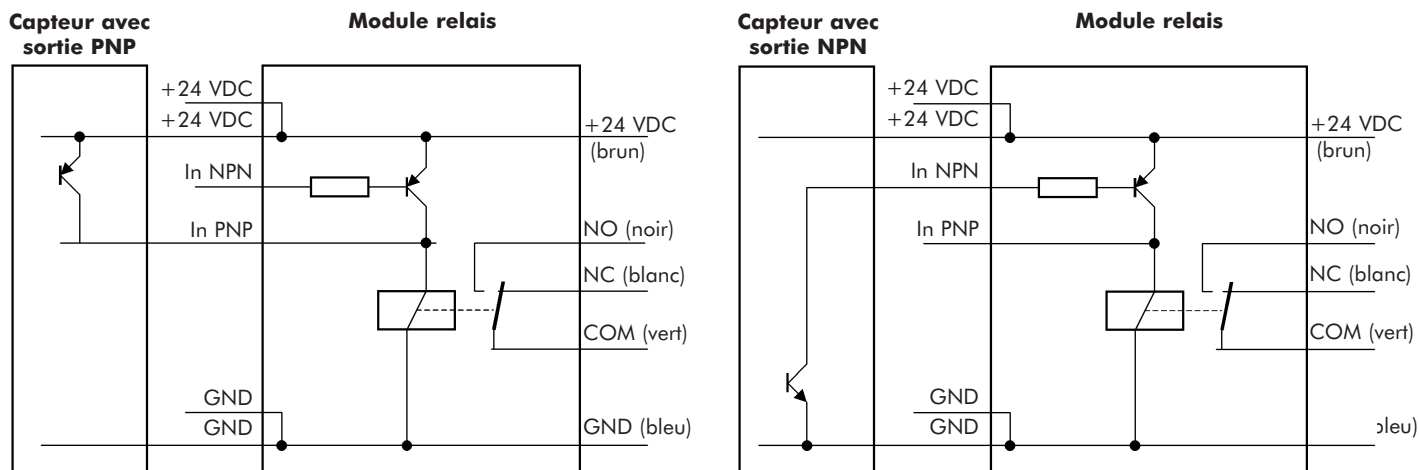 Capteur avec
sortie PNP
Module relais
+24 VDC
+24 VDC
In NPN
In PNP
GND
GND
+24 VDC
(brun)
NO (noir)
NC (blanc)
COM (vert)
GND (bleu)
Capteur avec
sortie NPN
Module relais
+24 VDC
+24 VDC
In NPN
In PNP
GND
GND
+24 VDC
(brun)
NO (noir)
NC (blanc)
COM (vert)